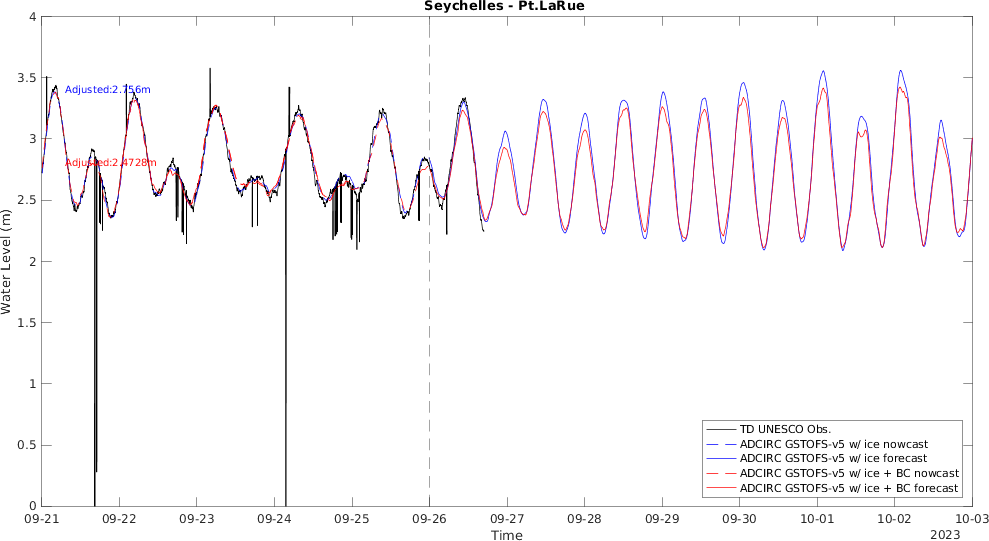 Seychelles - Pt.LaRue
4
3.5
3
2.5
2
1.5
1
0.5
0
Water Level (m)
Adjusted:2.756m
Adjusted:2.4728m
TD UNESCO Obs.
ADCIRC GSTOFS-v5 w/ ice nowcast
ADCIRC GSTOFS-v5 w/ ice forecast
ADCIRC GSTOFS-v5 w/ ice + BC nowcast
ADCIRC GSTOFS-v5 w/ ice + BC forecast
09-21 09-22 09-23 09-24 09-25 09-26 09-27 09-28 09-29 09-30 10-01 10-02 10-03
Time
2023